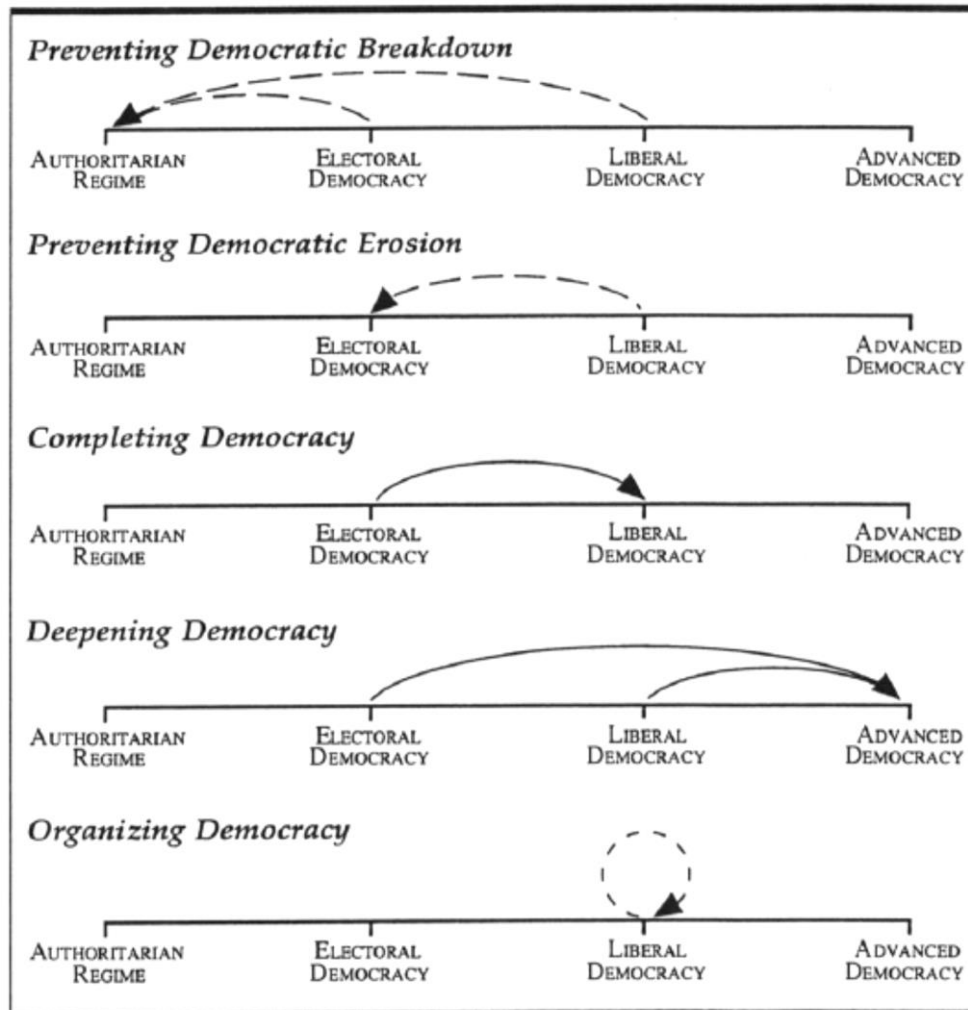 Preventing Democratic Breakdown
AUTHORITARIAN ELECTORAL LIBERAL ADVANCED
REGIME DEMOCRACY DEMOCRACY DEMOCRACY
Preventing Democratic Erosion
AUTHORITARIAN ELECTORAL LIBERAL ADVANCED
REGIME DEMOCRACY DEMOCRACY DEMOCRACY
Completing Democracy
AUTHORITARIAN ELECTORAL LIBERAL ADVANCED
REGIME DEMOCRACY DEMOCRACY DEMOCRACY
Deepening Democracy
AUTHORITARIAN ELECTORAL LIBERAL ADVANCED
REGIME DEMOCRACY DEMOCRACY DEMOCRACY
Organizing Democracy
AUTHORITARIAN ELECTORAL LIBERAL ADVANCED
REGIME DEMOCRACY DEMOCRACY DEMOCRACY